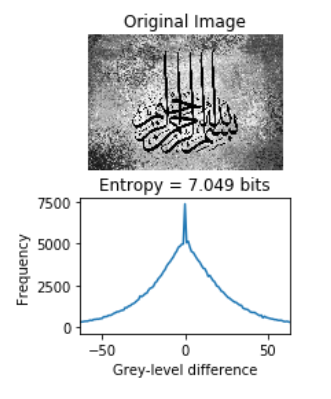 Original Image
بسم الله الرحمن الرحيم
Entropy = 7.049 bits
7500
5000
2500
0
Frequency
−50
0
50
Grey-level difference